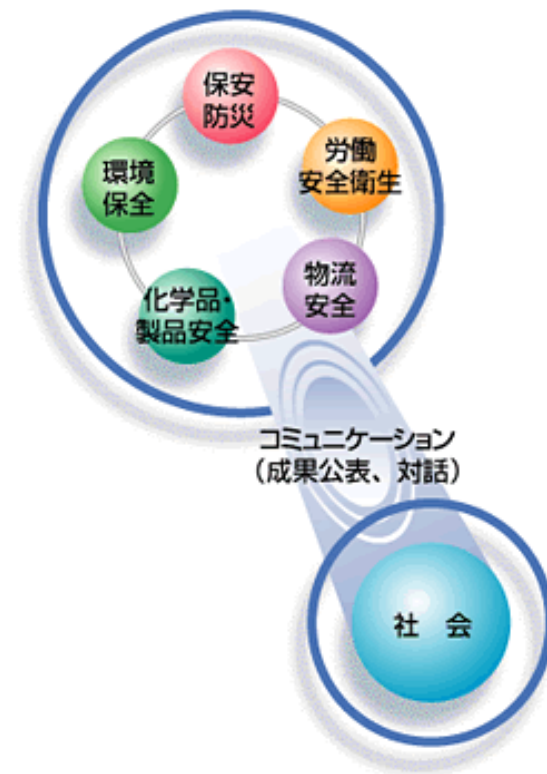 保安
防災
労働
安全衛生
環境
保全
物流
安全
化学品・
製品安全
コミュニケーション
（成果公表、対話）
社　会